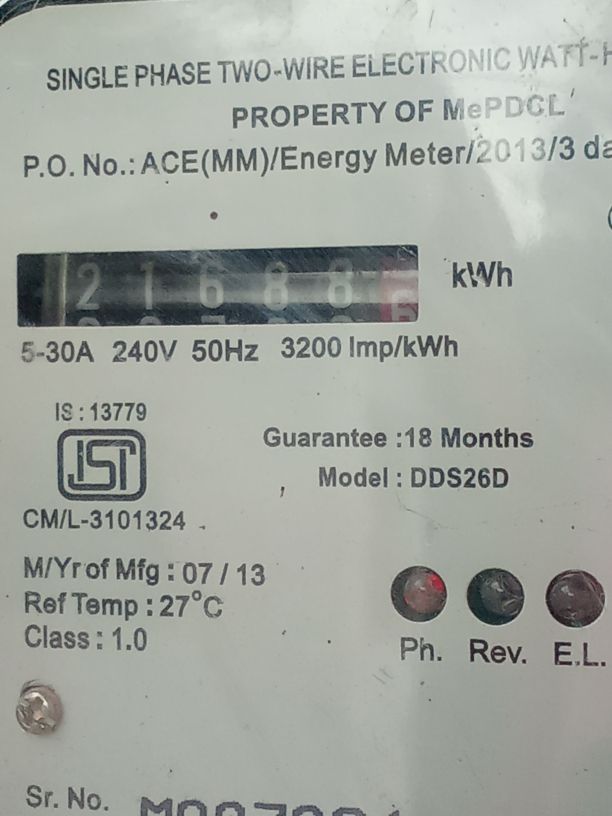 SINGLE PHASE TWO-WIRE ELECTRONIC WATT-H
PROPERTY OF MePDCL
P.O. No.: ACE(MM)/Energy Meter/2013/3 da
21688 kWh
5-30A 240V 50Hz 3200 Imp/kWh
IS : 13779
Guarantee :18 Months
ISI
Model : DDS26D
CM/L-3101324
M/Yr of Mfg : 07 / 13
Ref Temp : 27°C
Class : 1.0
Ph. Rev. E.L.
Sr. No.